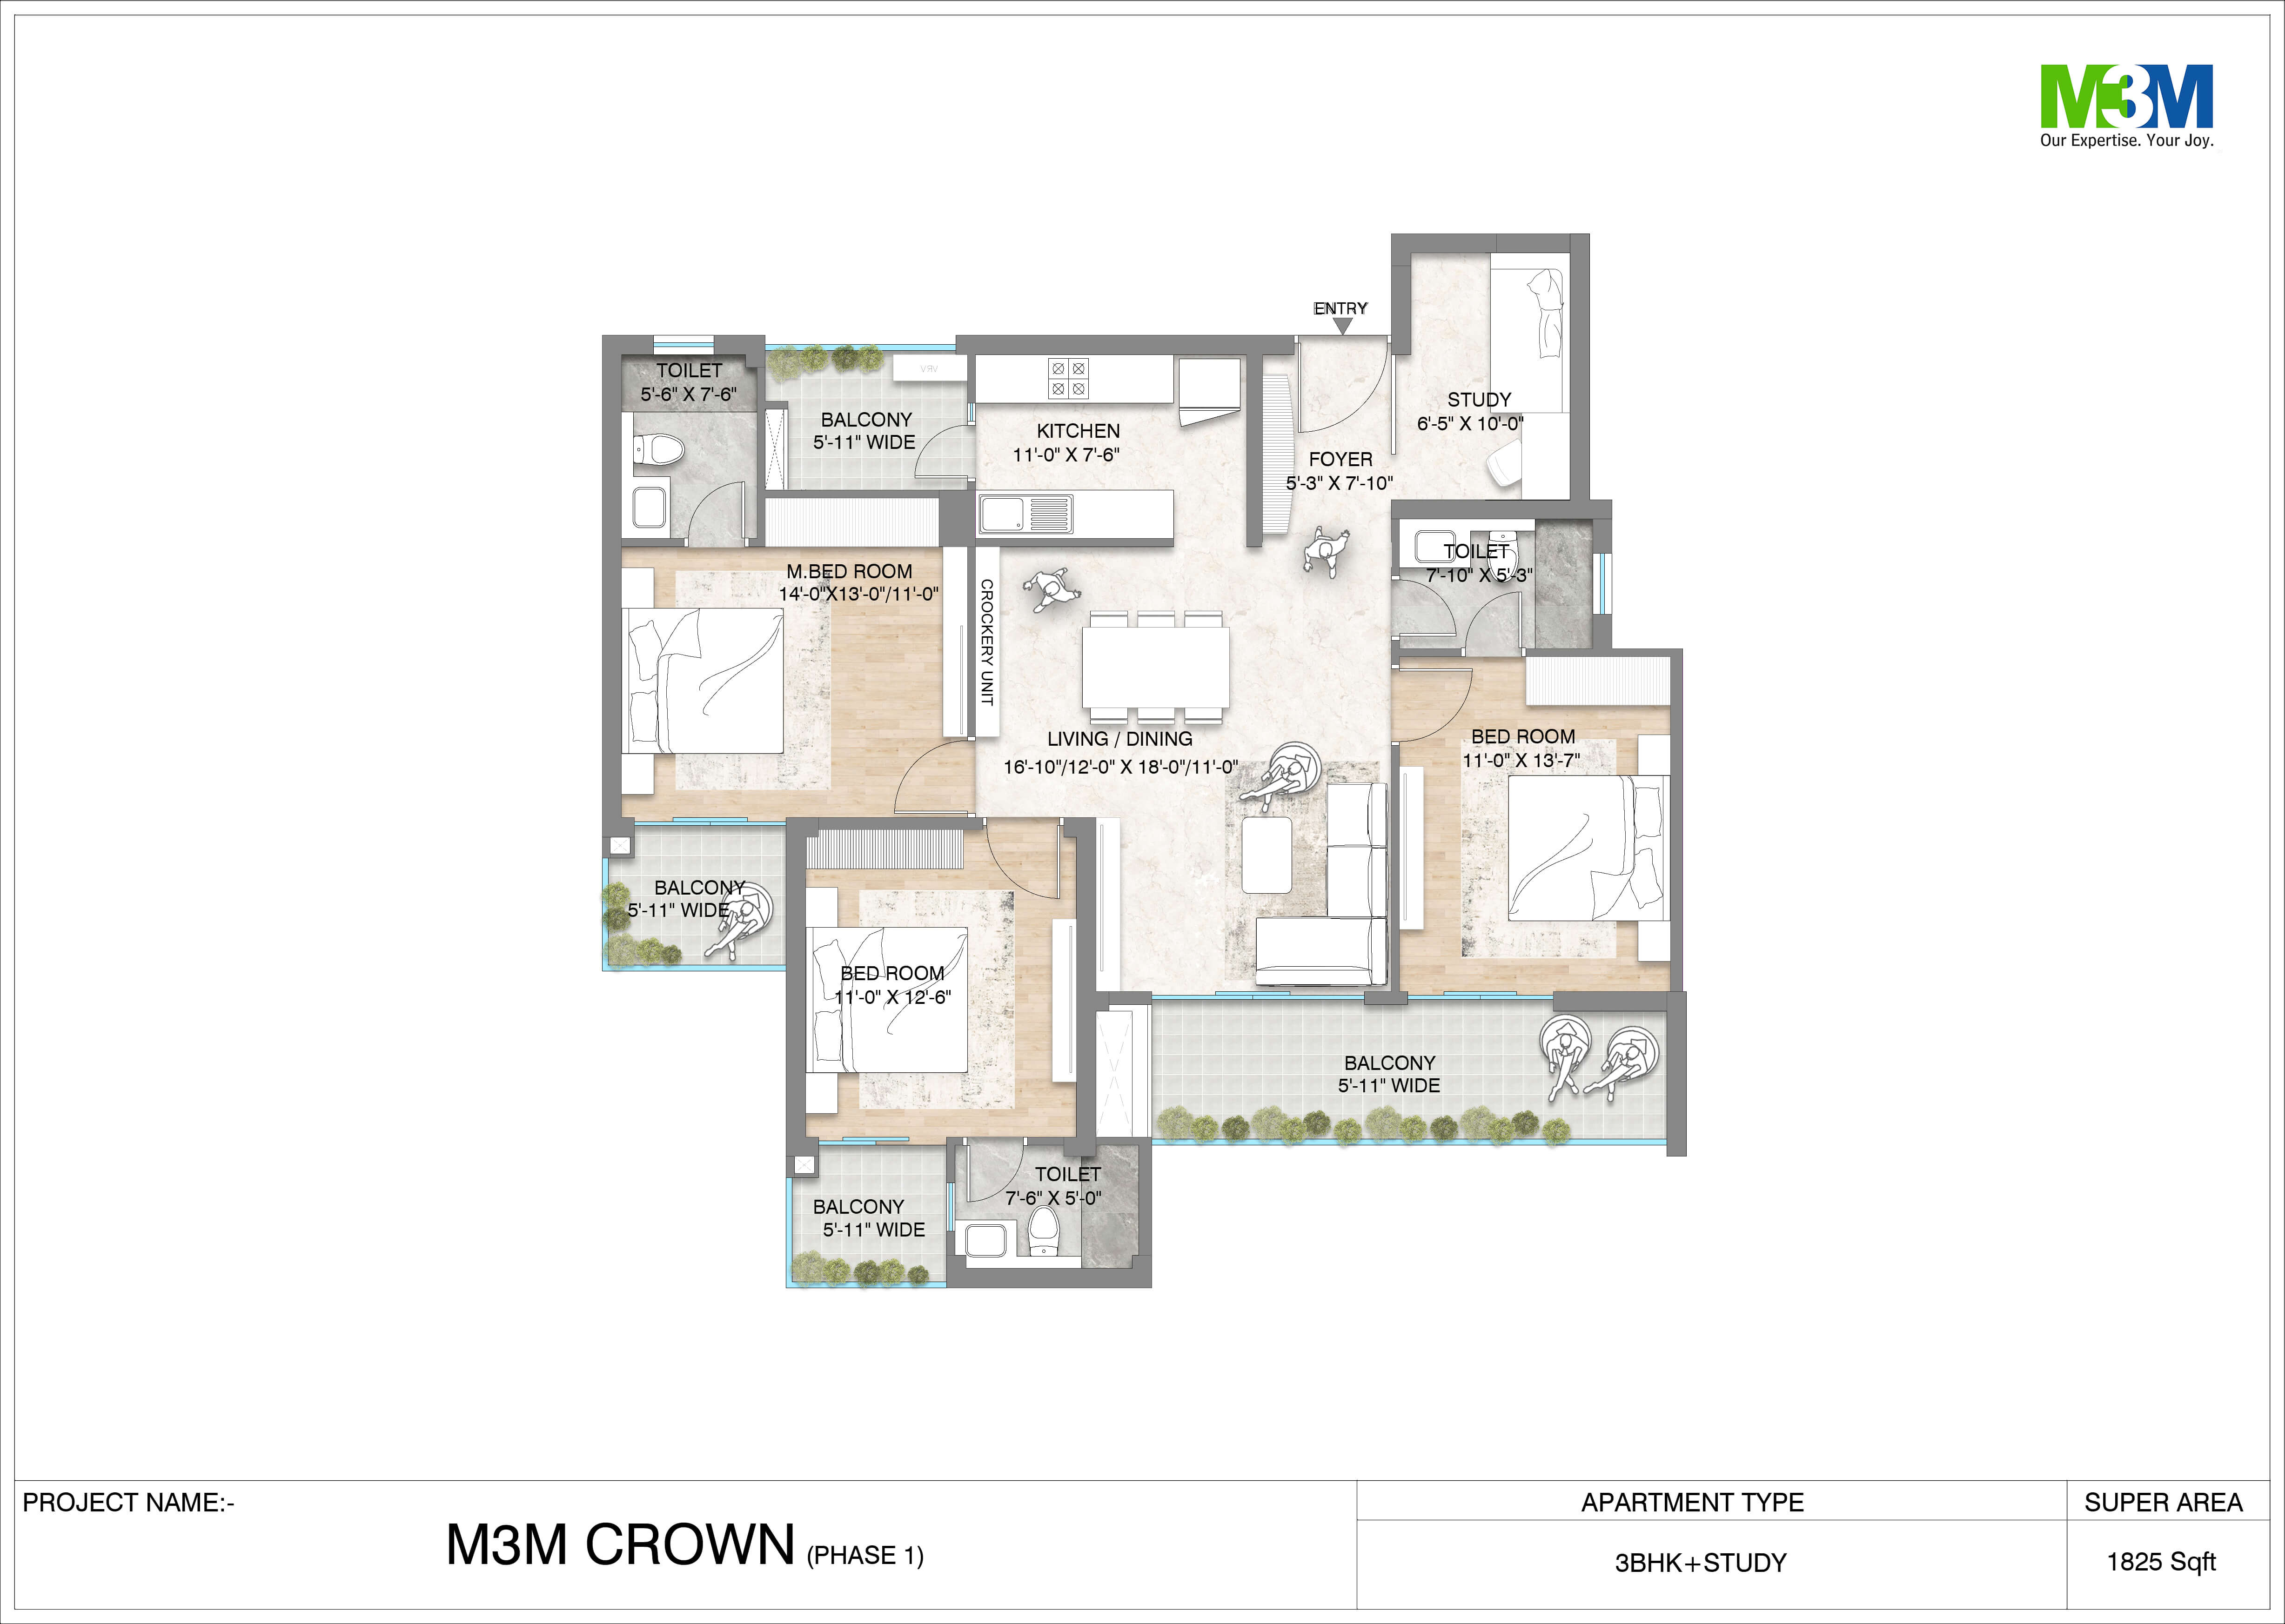 M3M
Our Expertise. Your Joy.
ENTRY
TOILET
5'-6" X 7'-6"
VRV
BALCONY
5'-11" WIDE
KITCHEN
11'-0" X 7'-6"
FOYER
5'-3" X 7'-10"
STUDY
6'-5" X 10'-0"
TOILET
7'-10" X 5'-3"
M.BED ROOM
14'-0"X13'-0"/11'-0"
CROCKERY UNIT
LIVING / DINING
16'-10"/12'-0" X 18'-0"/11'-0"
BED ROOM
11'-0" X 13'-7"
BALCONY
5'-11" WIDE
BED ROOM
11'-0" X 12'-6"
BALCONY
5'-11" WIDE
TOILET
7'-6" X 5'-0"
BALCONY
5'-11" WIDE
PROJECT NAME:-
M3M CROWN (PHASE 1)
APARTMENT TYPE
3BHK+STUDY
SUPER AREA
1825 Sqft